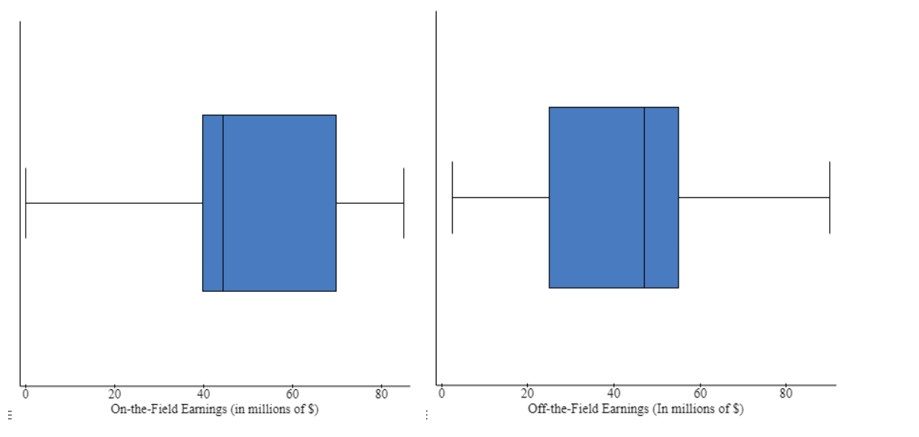 0 20 40 60 80
On-the-Field Earnings (in millions of $)
0 20 40 60 80
Off-the-Field Earnings (In millions of $)